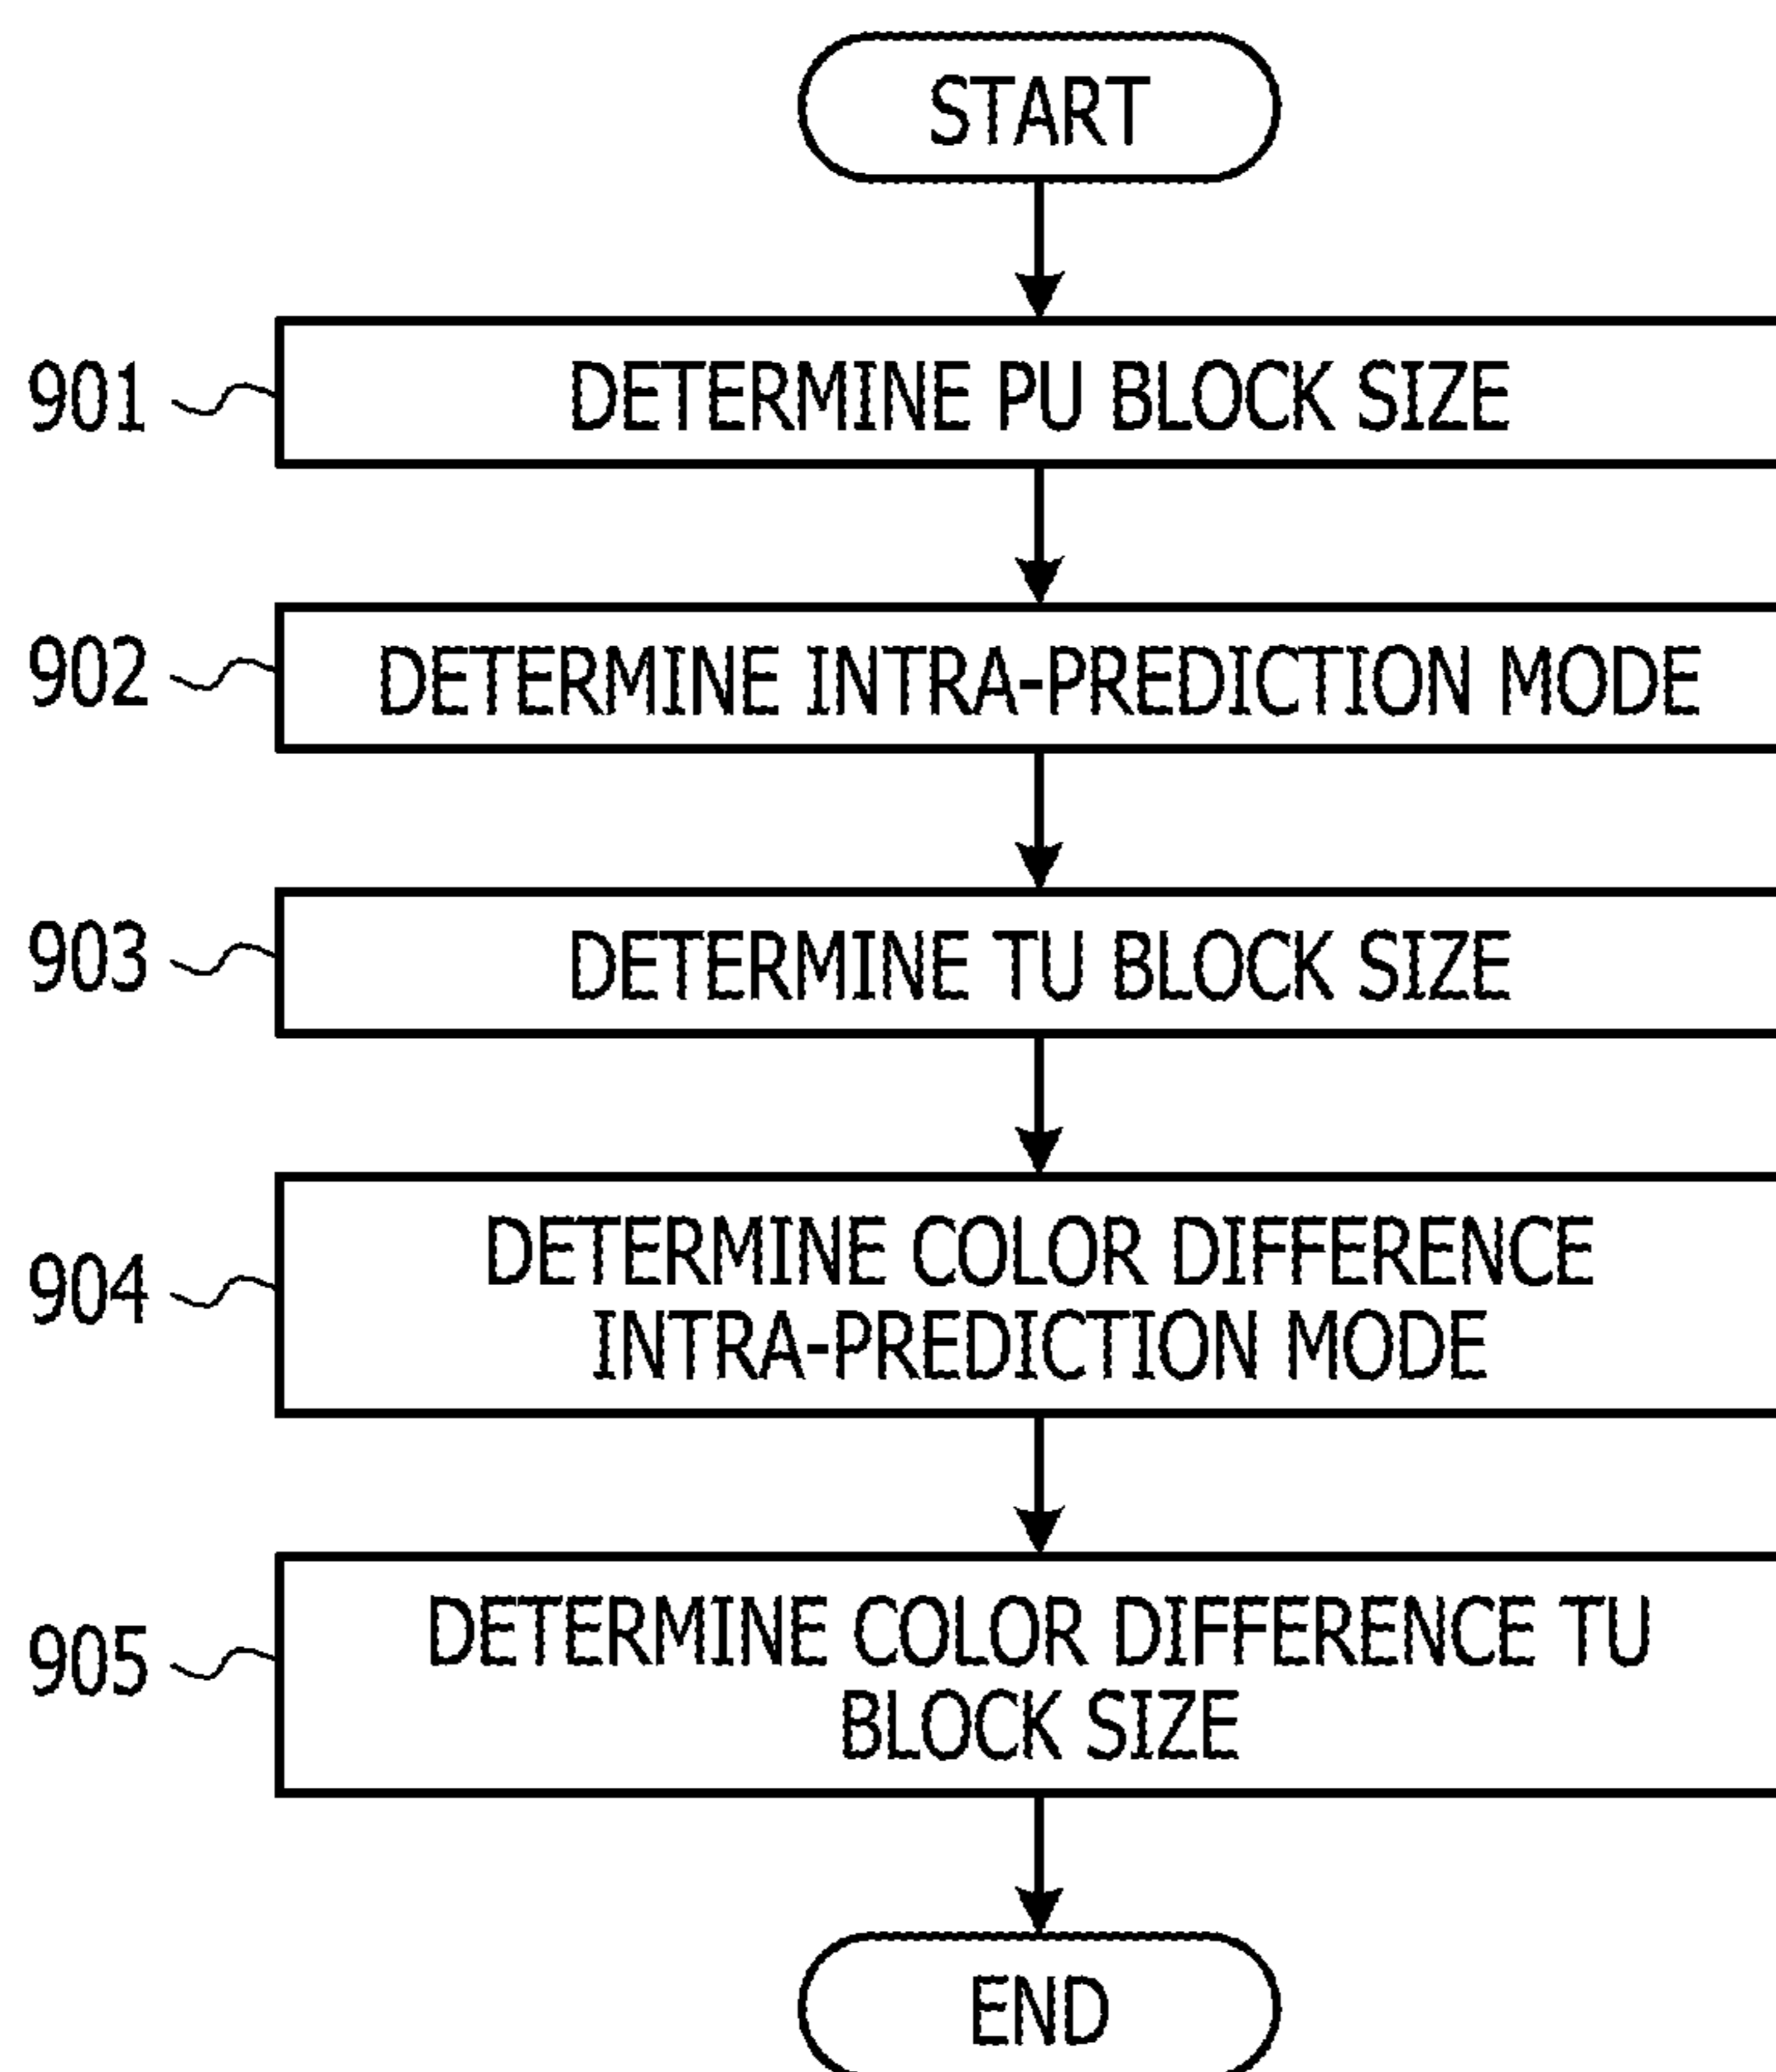 START
901
DETERMINE PU BLOCK SIZE
902
DETERMINE INTRA-PREDICTION MODE
903
DETERMINE TU BLOCK SIZE
904
DETERMINE COLOR DIFFERENCE
INTRA-PREDICTION MODE
905
DETERMINE COLOR DIFFERENCE TU
BLOCK SIZE
END